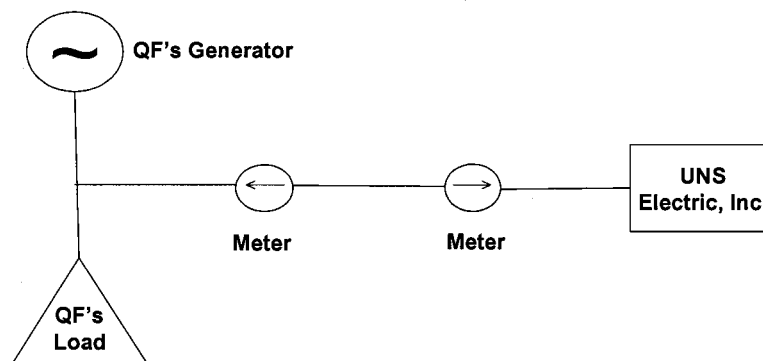 QF's Generator
UNS
Electric, Inc
Meter
Meter
QF's
Load